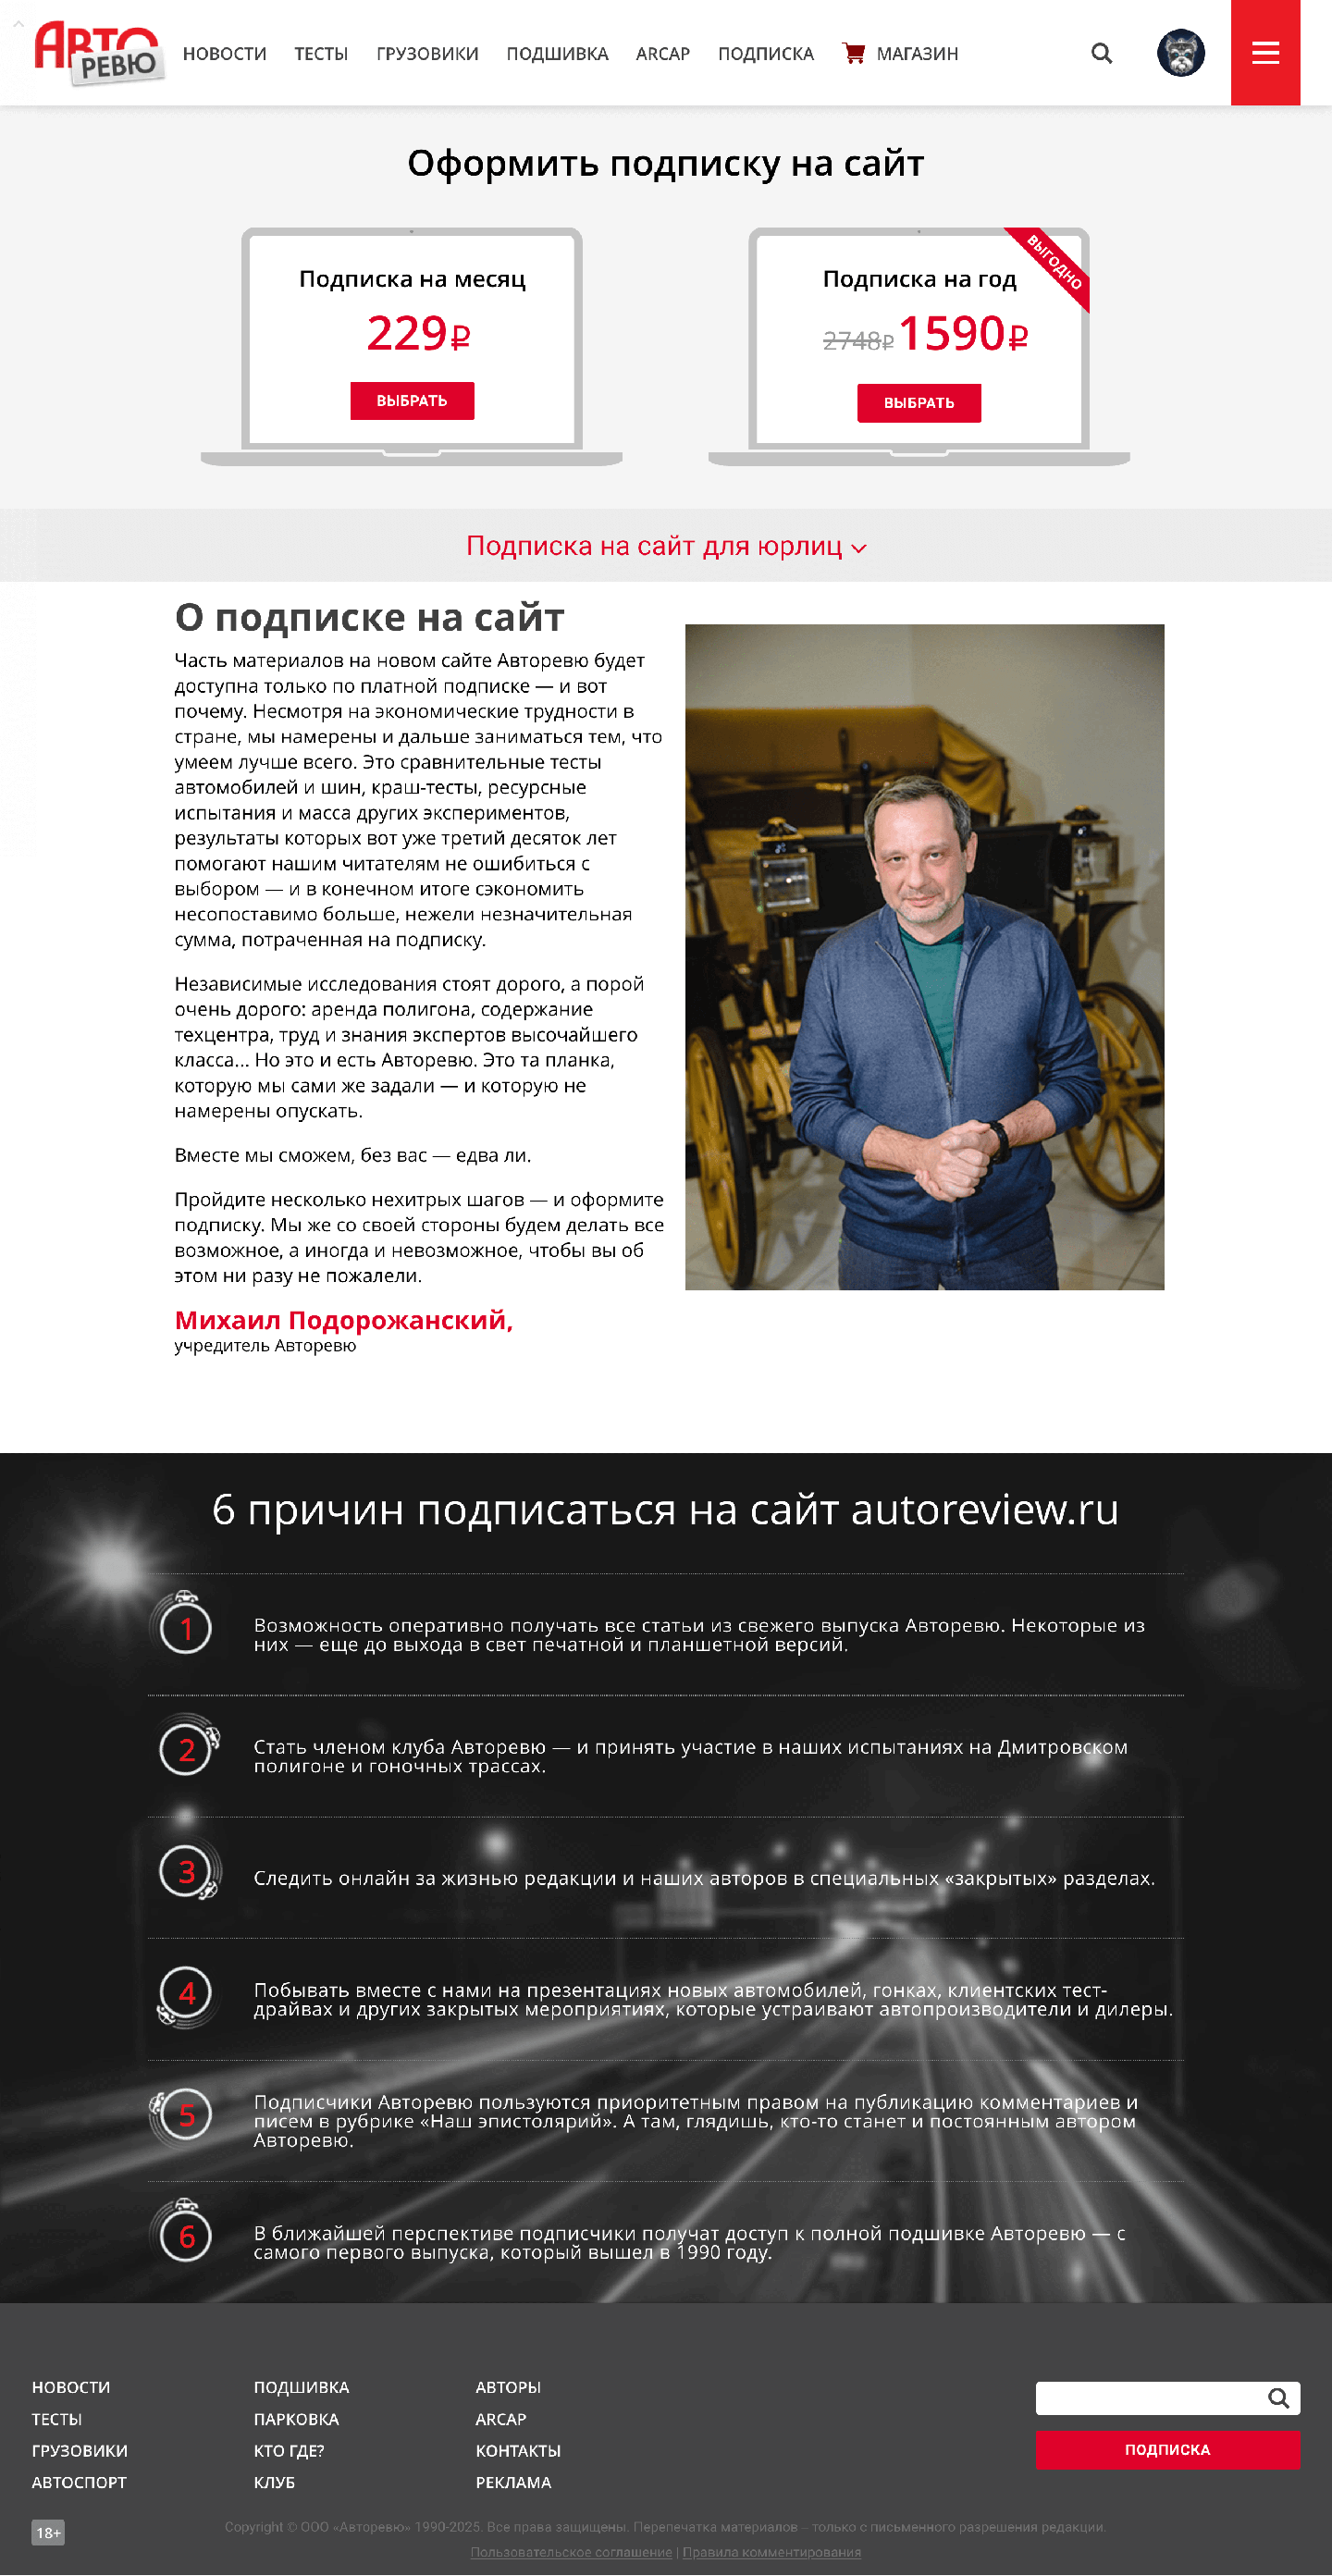 АВТО
РЕВЮ
НОВОСТИ ТЕСТЫ ГРУЗОВИКИ ПОДШИВКА ARCAP ПОДПИСКА МАГАЗИН
Оформить подписку на сайт
Подписка на месяц
229₽
ВЫБРАТЬ
ВЫГОДНО
Подписка на год
2748₽ 1590₽
ВЫБРАТЬ
Подписка на сайт для юрлиц
О подписке на сайт
Часть материалов на новом сайте Авторевю будет
доступна только по платной подписке — и вот
почему. Несмотря на экономические трудности в
стране, мы намерены и дальше заниматься тем, что
умеем лучше всего. Это сравнительные тесты
автомобилей и шин, краш-тесты, ресурсные
испытания и масса других экспериментов,
результаты которых вот уже третий десяток лет
помогают нашим читателям не ошибиться с
выбором — и в конечном итоге сэкономить
несопоставимо больше, нежели незначительная
сумма, потраченная на подписку.
Независимые исследования стоят дорого, а порой
очень дорого: аренда полигона, содержание
техцентра, труд и знания экспертов высочайшего
класса... Но это и есть Авторевю. Это та планка,
которую мы сами же задали — и которую не
намерены опускать.
Вместе мы сможем, без вас — едва ли.
Пройдите несколько нехитрых шагов — и оформите
подписку. Мы же со своей стороны будем делать все
возможное, а иногда и невозможное, чтобы вы об
этом ни разу не пожалели.
Михаил Подорожанский,
учредитель Авторевю
6 причин подписаться на сайт autoreview.ru
1
Возможность оперативно получать все статьи из свежего выпуска Авторевю. Некоторые из
них — еще до выхода в свет печатной и планшетной версий.
2
Стать членом клуба Авторевю — и принять участие в наших испытаниях на Дмитровском
полигоне и гоночных трассах.
3
Следить онлайн за жизнью редакции и наших авторов в специальных «закрытых» разделах.
4
Побывать вместе с нами на презентациях новых автомобилей, гонках, клиентских тест-
драйвах и других закрытых мероприятиях, которые устраивают автопроизводители и дилеры.
5
Подписчики Авторевю пользуются приоритетным правом на публикацию комментариев и
писем в рубрике «Наш эпистолярий». А там, глядишь, кто-то станет и постоянным автором
Авторевю.
6
В ближайшей перспективе подписчики получат доступ к полной подшивке Авторевю — с
самого первого выпуска, который вышел в 1990 году.
НОВОСТИ ПОДШИВКА АВТОРЫ
ТЕСТЫ ПАРКОВКА ARCAP
ГРУЗОВИКИ КТО ГДЕ? КОНТАКТЫ
АВТОСПОРТ КЛУБ РЕКЛАМА
ПОДПИСКА
18+
Copyright © ООО «Авторевю» 1990-2025. Все права защищены. Перепечатка материалов – только с письменного разрешения редакции.
Пользовательское соглашение | Правила комментирования